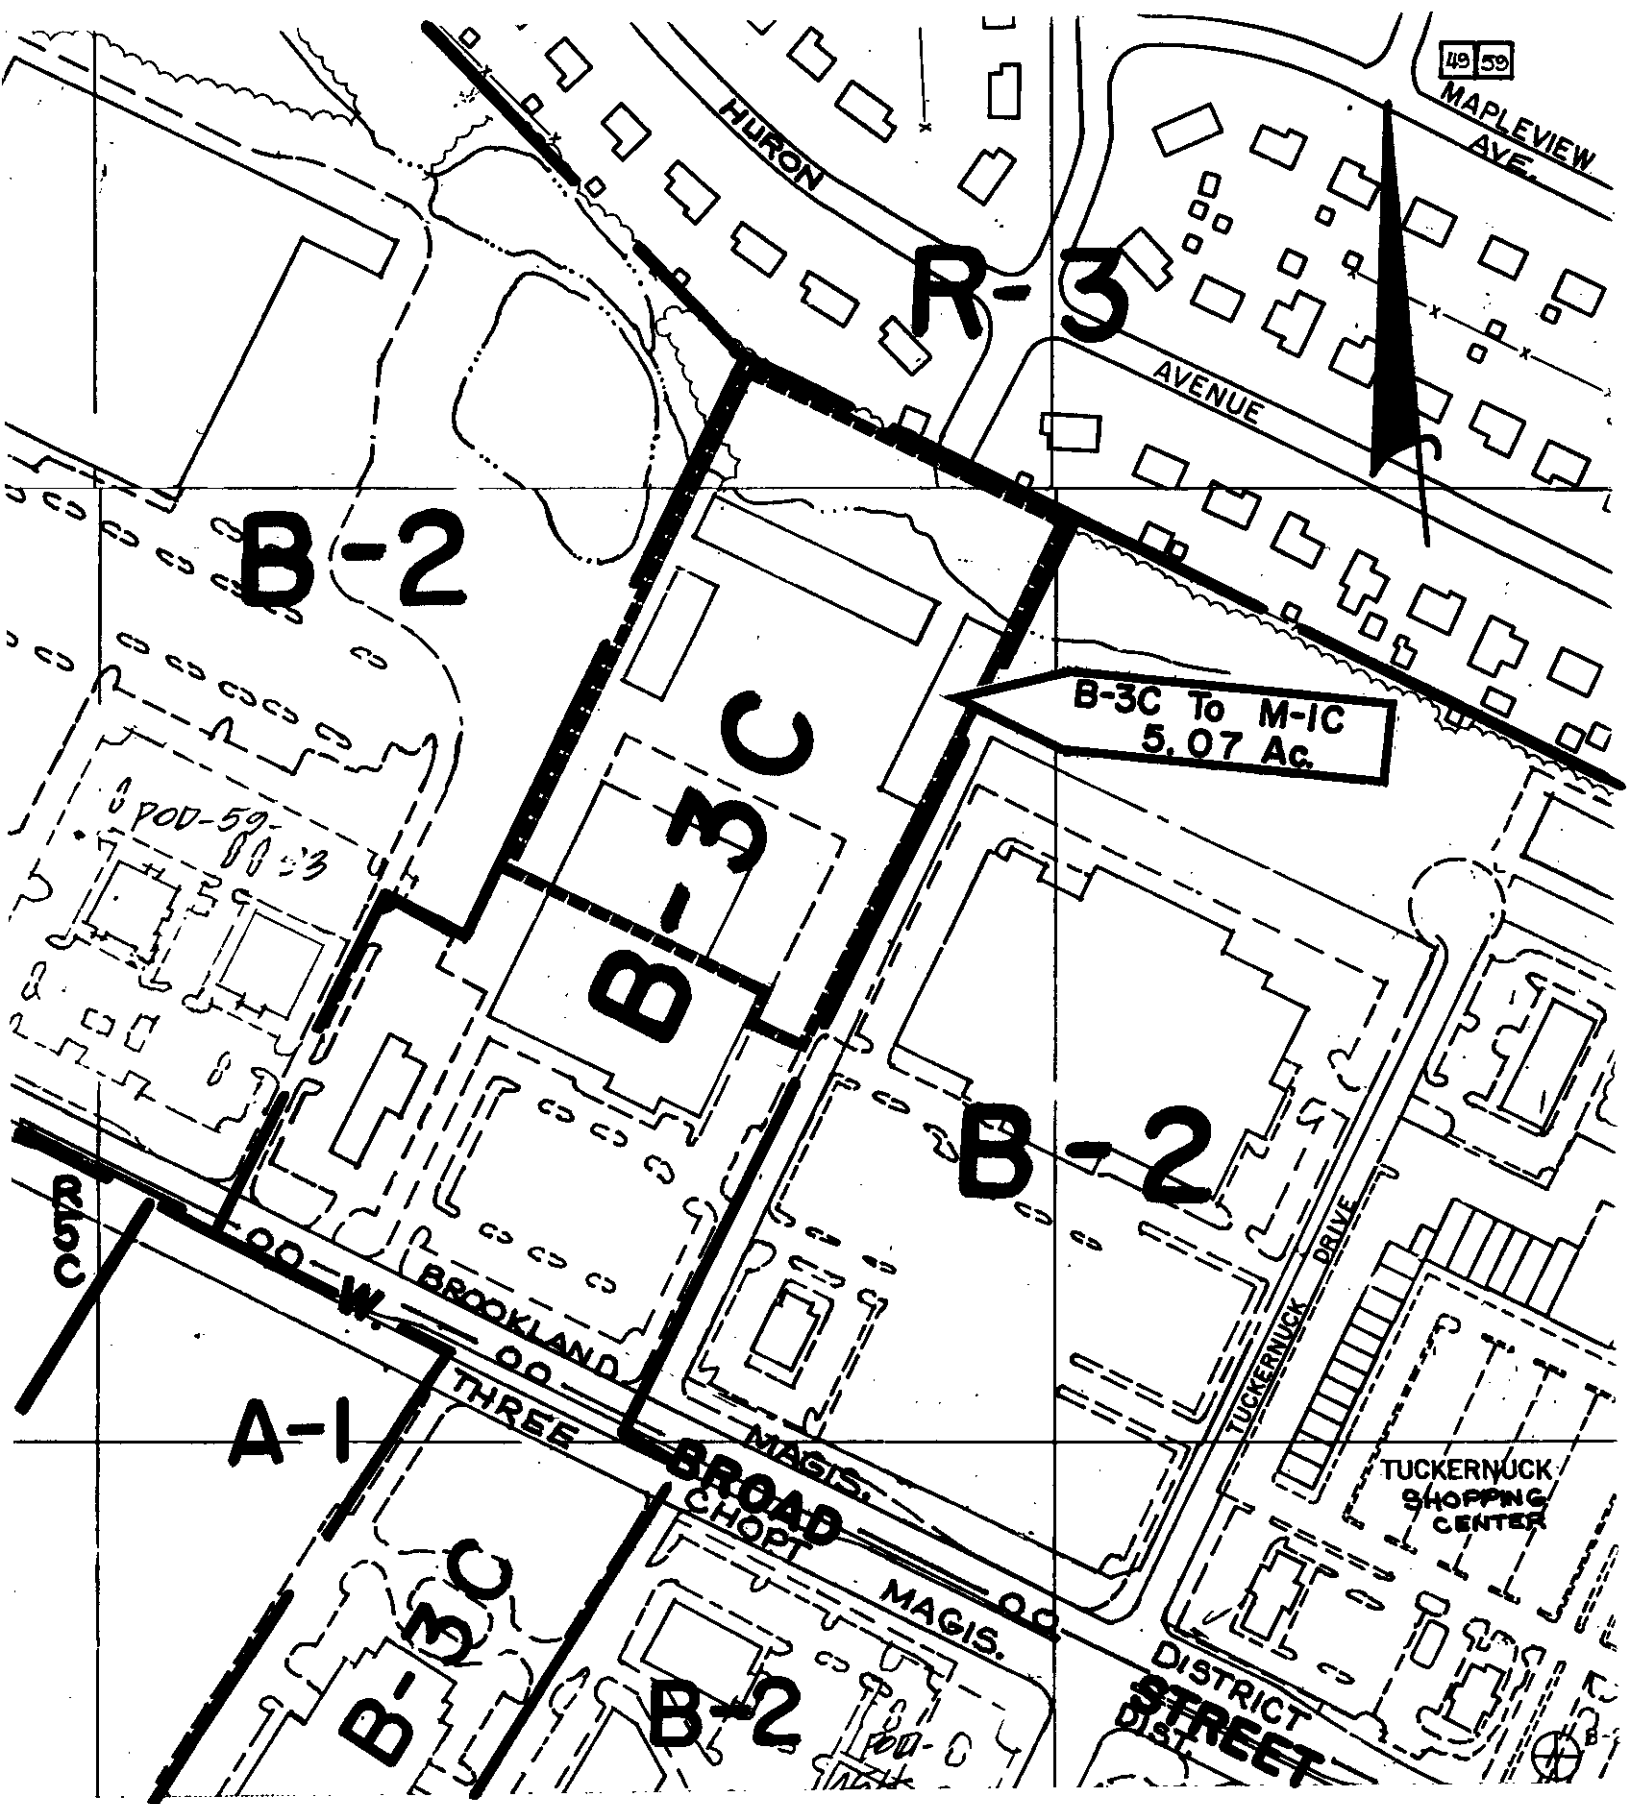 49 59
MAPLEVIEW
AVE.
HURON
R-3
AVENUE
B-2
B-3C To M-1C
5.07 Ac.
B-3C
POD-59-
B-2
TUCKERNUCK DRIVE
W.
BROOKLAND
THREE
A-1
MAGIS.
BROAD
CHOPT
TUCKERNUCK
SHOPPING
CENTER
B-3C
MAGIS.
DISTRICT
STREET
DIST.
B-2
POD-